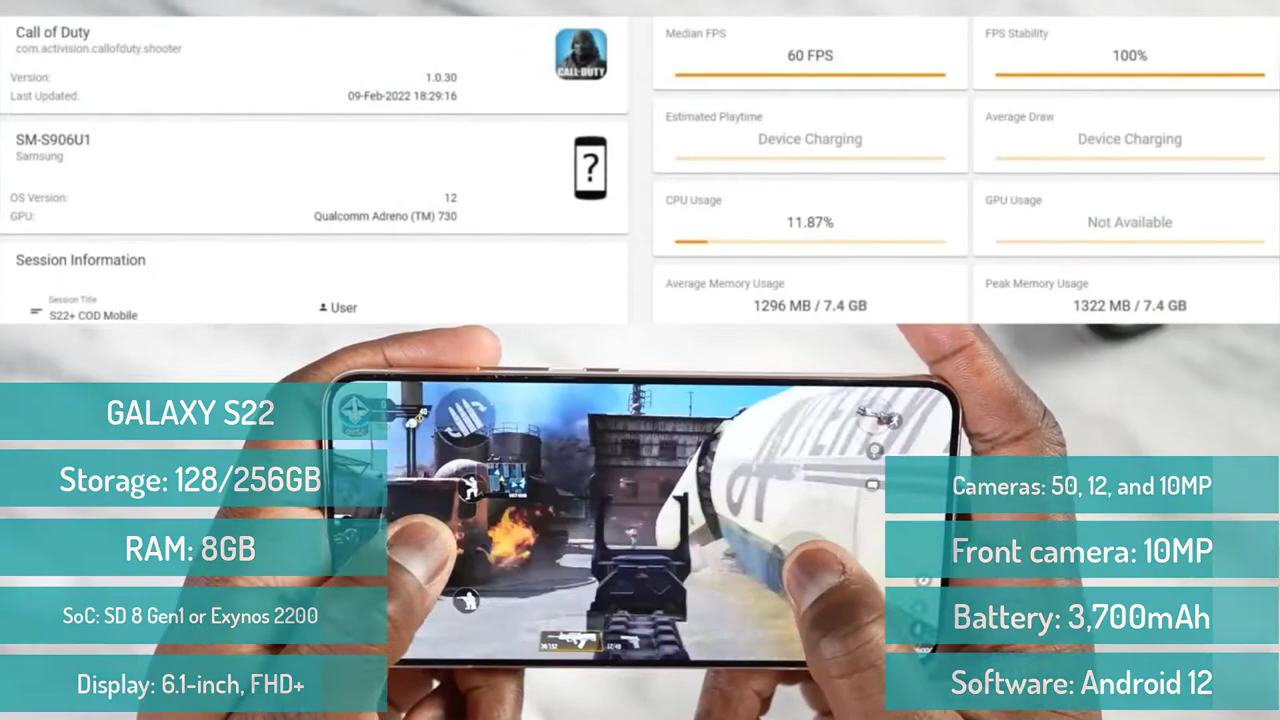 Call of Duty
com.activision.callofduty.shooter
Version: 1.0.30
Last Updated: 09-Feb-2022 18:29:16
CALL·DUTY
SM-S906U1
Samsung
?
OS Version: 12
GPU: Qualcomm Adreno (TM) 730
Session Information
Session Title
S22+ COD Mobile
User
Median FPS
60 FPS
FPS Stability
100%
Estimated Playtime
Device Charging
Average Draw
Device Charging
CPU Usage
11.87%
GPU Usage
Not Available
Average Memory Usage
1296 MB / 7.4 GB
Peak Memory Usage
1322 MB / 7.4 GB
GALAXY S22
Storage: 128/256GB
RAM: 8GB
SoC: SD 8 Gen1 or Exynos 2200
Display: 6.1-inch, FHD+
Cameras: 50, 12, and 10MP
Front camera: 10MP
Battery: 3,700mAh
Software: Android 12